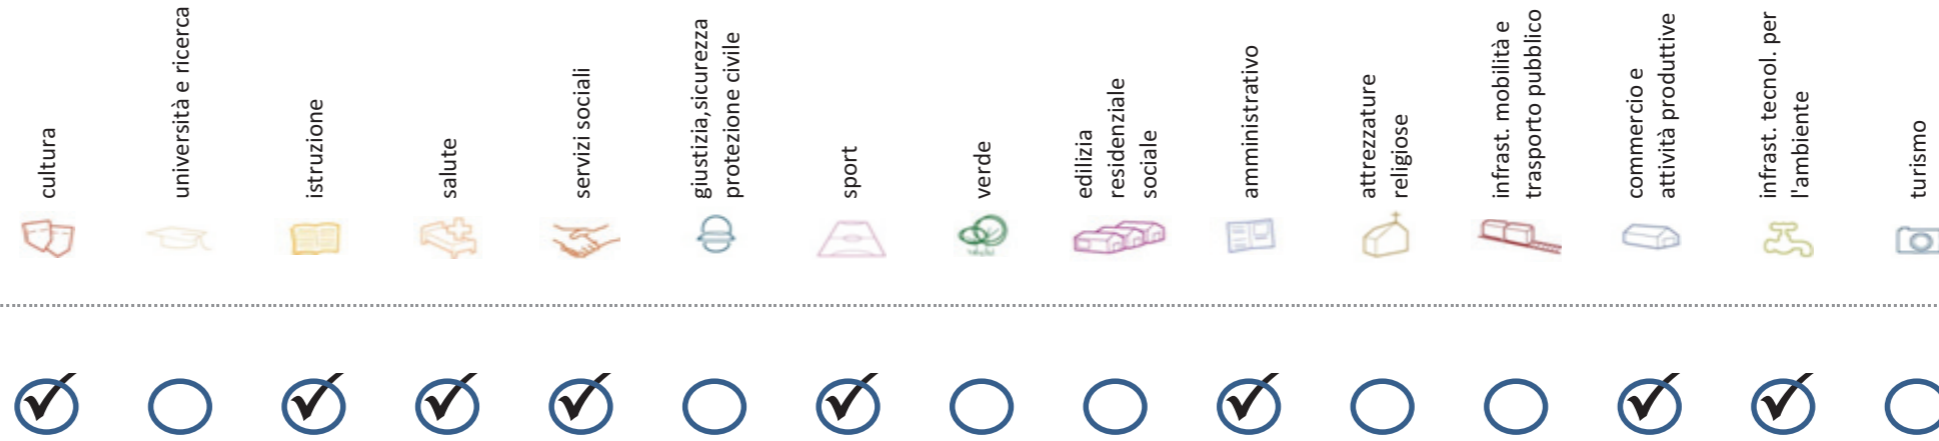 cultura
università e ricerca
istruzione
salute
servizi sociali
giustizia,sicurezza
protezione civile
sport
verde
edilizia
residenziale
sociale
amministrativo
attrezzature
religiose
infrast. mobilità e
trasporto pubblico
commercio e
attività produttive
infrast. tecnol. per
l'ambiente
turismo